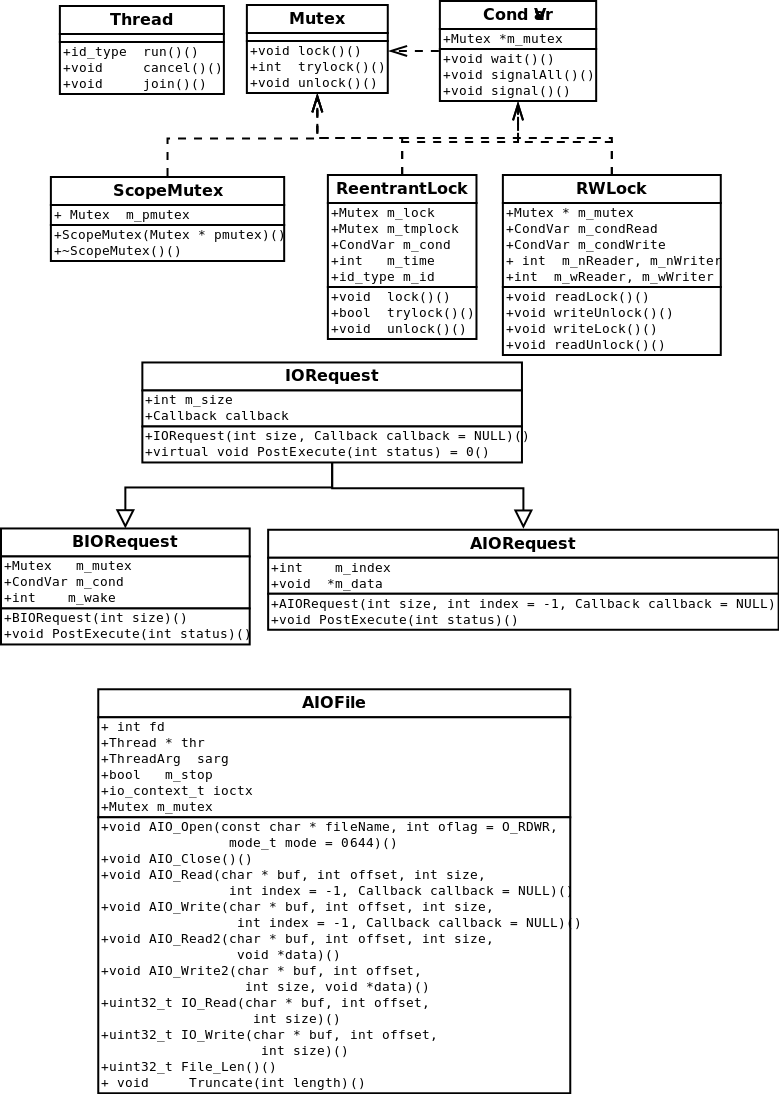 Thread
+id_type  run()()
+void     cancel()()
+void     join()()
Mutex
+void lock()()
+int  trylock()()
+void unlock()()
Cond Var
+Mutex *m_mutex
+void wait()()
+void signalAll()()
+void signal()()
ScopeMutex
+ Mutex  m_pmutex
+ScopeMutex(Mutex * pmutex)()
+~ScopeMutex()()
ReentrantLock
+Mutex m_lock
+Mutex m_tmplock
+CondVar m_cond
+int   m_time
+id_type m_id
+void  lock()()
+bool  trylock()()
+void  unlock()()
RWLock
+Mutex * m_mutex
+CondVar m_condRead
+CondVar m_condWrite
+ int  m_nReader, m_nWriter
+int  m_wReader, m_wWriter
+void readLock()()
+void writeUnlock()()
+void writeLock()()
+void readUnlock()()
IORequest
+int m_size
+Callback callback
+IORequest(int size, Callback callback = NULL)()
+virtual void PostExecute(int status) = 0()
BIORequest
+Mutex   m_mutex
+CondVar m_cond
+int    m_wake
+BIORequest(int size)()
+void PostExecute(int status)()
AIORequest
+int    m_index
+void  *m_data
+AIORequest(int size, int index = -1, Callback callback = NULL)
+void PostExecute(int status)()
AIOFile
+ int fd
+Thread * thr
+ThreadArg  sarg
+bool   m_stop
+io_context_t ioctx
+Mutex m_mutex
+void AIO_Open(const char * fileName, int oflag = O_RDWR,
mode_t mode = 0644)()
+void AIO_Close()()
+void AIO_Read(char * buf, int offset, int size,
int index = -1, Callback callback = NULL)()
+void AIO_Write(char * buf, int offset, int size,
int index = -1, Callback callback = NULL)()
+void AIO_Read2(char * buf, int offset, int size,
void *data)()
+void AIO_Write2(char * buf, int offset,
int size, void *data)()
+uint32_t IO_Read(char * buf, int offset,
int size)()
+uint32_t IO_Write(char * buf, int offset,
int size)()
+uint32_t File_Len()()
+ void     Truncate(int length)()